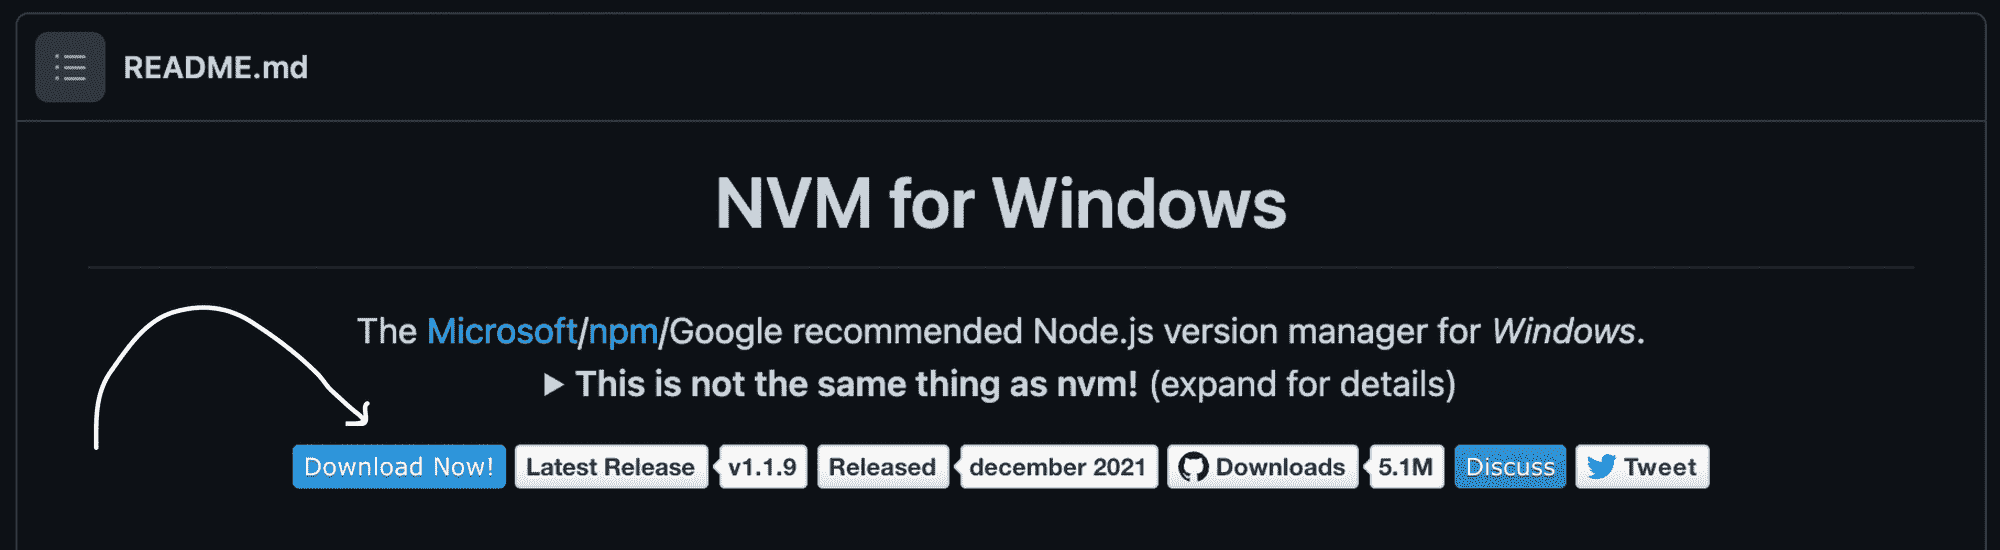 README.md
NVM for Windows
The Microsoft/npm/Google recommended Node.js version manager for Windows.
▶ This is not the same thing as nvm! (expand for details)
Download Now! Latest Release v1.1.9 Released december 2021 Downloads 5.1M Discuss Tweet